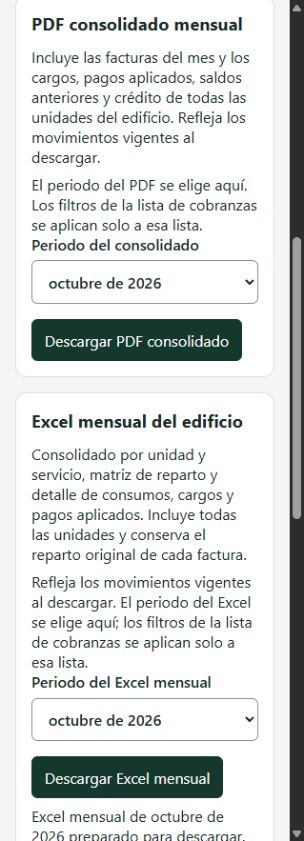 PDF consolidado mensual
Incluye las facturas del mes y los
cargos, pagos aplicados, saldos
anteriores y crédito de todas las
unidades del edificio. Refleja los
movimientos vigentes al
descargar.
El periodo del PDF se elige aquí.
Los filtros de la lista de cobranzas
se aplican solo a esa lista.
Periodo del consolidado
octubre de 2026
Descargar PDF consolidado
Excel mensual del edificio
Consolidado por unidad y
servicio, matriz de reparto y
detalle de consumos, cargos y
pagos aplicados. Incluye todas
las unidades y conserva el
reparto original de cada factura.
Refleja los movimientos vigentes
al descargar. El periodo del Excel
se elige aquí; los filtros de la lista
de cobranzas se aplican solo a
esa lista.
Periodo del Excel mensual
octubre de 2026
Descargar Excel mensual
Excel mensual de octubre de
2026 preparado para descargar.